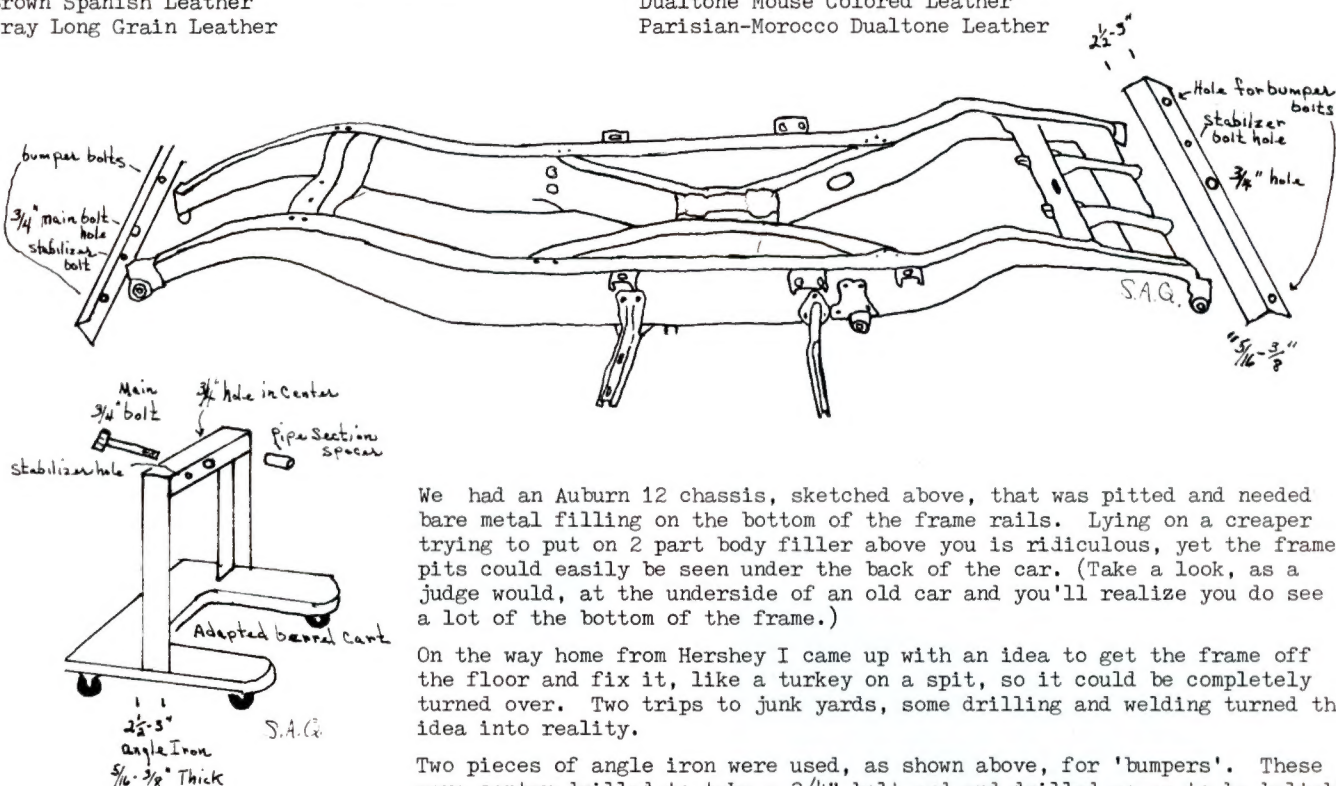 Brown Spanish Leather
Gray Long Grain Leather
Dualtone Mouse Colored Leather
Parisian-Morocco Dualtone Leather
2½-3"
Hole for bumper
bolts
stabilzer
bolt hole
3/4" hole
bumper bolts
3/4" main bolt
hole
stabilizer
bolt
S.A.Q.
"5/16-3/8"
Main
3/4" bolt
3/4" hole in Center
Pipe Section
spacer
stabilizer hole
Adapted barrel cart
2½-3"
angle Iron
5/16-3/8" Thick
S.A.Q.
We had an Auburn 12 chassis, sketched above, that was pitted and needed
bare metal filling on the bottom of the frame rails. Lying on a creaper
trying to put on 2 part body filler above you is ridiculous, yet the frame
pits could easily be seen under the back of the car. (Take a look, as a
judge would, at the underside of an old car and you'll realize you do see
a lot of the bottom of the frame.)
On the way home from Hershey I came up with an idea to get the frame off
the floor and fix it, like a turkey on a spit, so it could be completely
turned over. Two trips to junk yards, some drilling and welding turned th
idea into reality.
Two pieces of angle iron were used, as shown above, for 'bumpers'. These